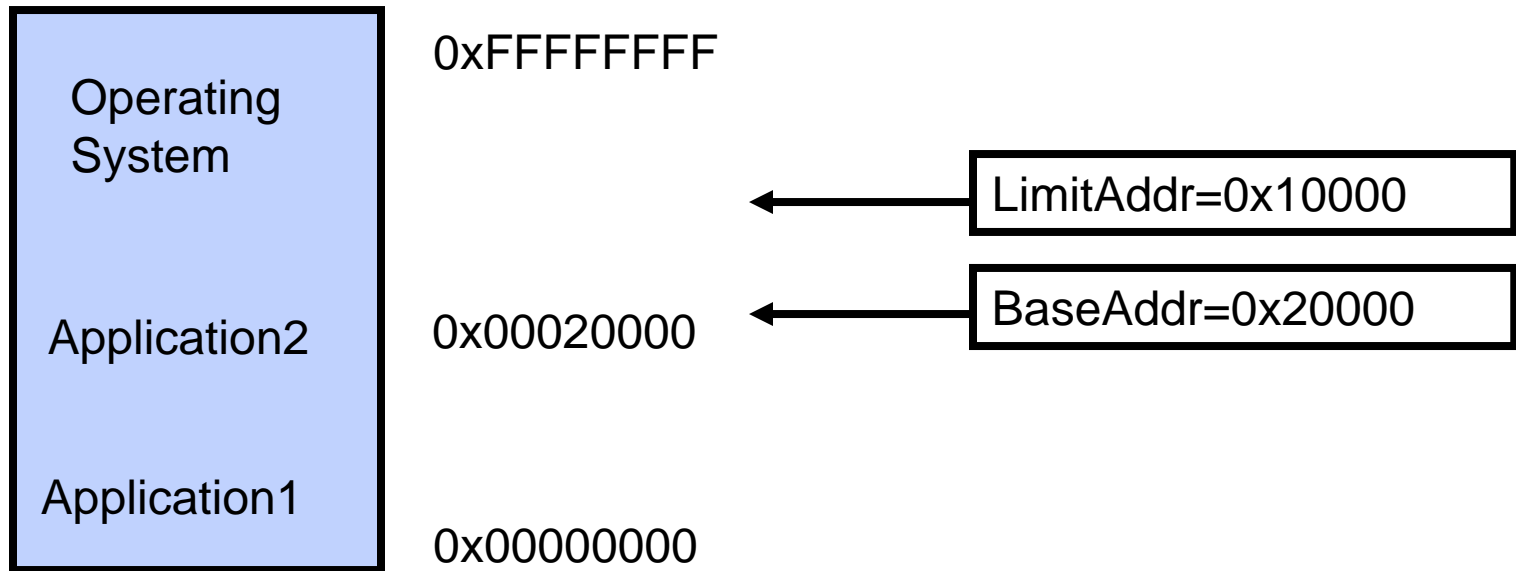 0xFFFFFFFF
Operating
System
LimitAddr=0x10000
BaseAddr=0x20000
Application2
0x00020000
Application1
0x00000000